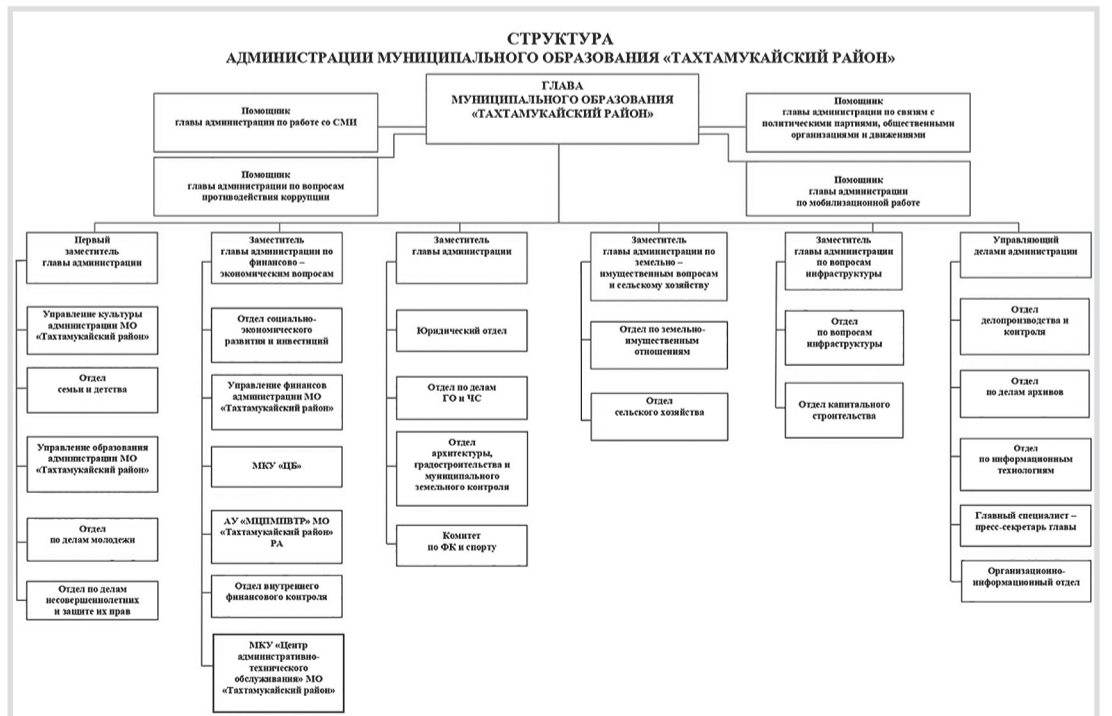 СТРУКТУРА
АДМИНИСТРАЦИИ МУНИЦИПАЛЬНОГО ОБРАЗОВАНИЯ «ТАХТАМУКАЙСКИЙ РАЙОН»
ГЛАВА
МУНИЦИПАЛЬНОГО ОБРАЗОВАНИЯ
«ТАХТАМУКАЙСКИЙ РАЙОН»
Помощник
главы администрации по работе со СМИ
Помощник
главы администрации по связям с
политическими партиями, общественными
организациями и движениями
Помощник
главы администрации по вопросам
противодействия коррупции
Помощник
главы администрации
по мобилизационной работе
Первый
заместитель
главы администрации
Управление культуры
администрации МО
«Тахтамукайский район»
Отдел
семьи и детства
Управление образования
администрации МО
«Тахтамукайский район»
Отдел
по делам молодежи
Отдел по делам
несовершеннолетних
и защите их прав
Заместитель
главы администрации по
финансово –
экономическим вопросам
Отдел социально-
экономического
развития и инвестиций
Управление финансов
администрации МО
«Тахтамукайский район»
МКУ «ЦБ»
АУ «МЦПМПВТР» МО
«Тахтамукайский район»
РА
Отдел внутреннего
финансового контроля
МКУ «Центр
административно-
технического
обслуживания» МО
«Тахтамукайский район»
Заместитель
главы администрации
Юридический отдел
Отдел по делам
ГО и ЧС
Отдел
архитектуры,
градостроительства и
муниципального
земельного контроля
Комитет
по ФК и спорту
Заместитель
главы администрации по
земельно –
имущественным вопросам
и сельскому хозяйству
Отдел по земельно-
имущественным
отношениям
Отдел
сельского хозяйства
Заместитель
главы администрации
по вопросам
инфраструктуры
Отдел
по вопросам
инфраструктуры
Отдел капитального
строительства
Управляющий
делами администрации
Отдел
делопроизводства и
контроля
Отдел
по делам архивов
Отдел
по информационным
технологиям
Главный специалист –
пресс-секретарь главы
Организационно-
информационный отдел